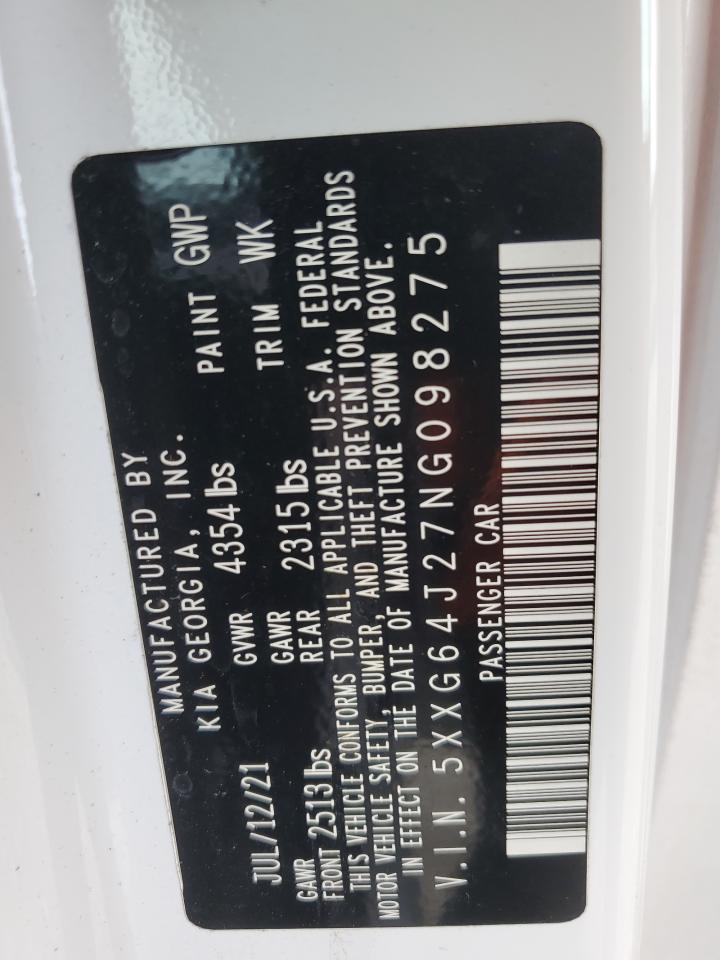 MANUFACTURED BY
KIA GEORGIA, INC.
JUL/12/21 GVWR 4354 lbs PAINT GWP
GAWR FRONT 2513 lbs GAWR REAR 2315 lbs TRIM WK
THIS VEHICLE CONFORMS TO ALL APPLICABLE U.S.A. FEDERAL
MOTOR VEHICLE SAFETY, BUMPER, AND THEFT PREVENTION STANDARDS
IN EFFECT ON THE DATE OF MANUFACTURE SHOWN ABOVE.
V.I.N. 5XXG64J27NG098275
PASSENGER CAR